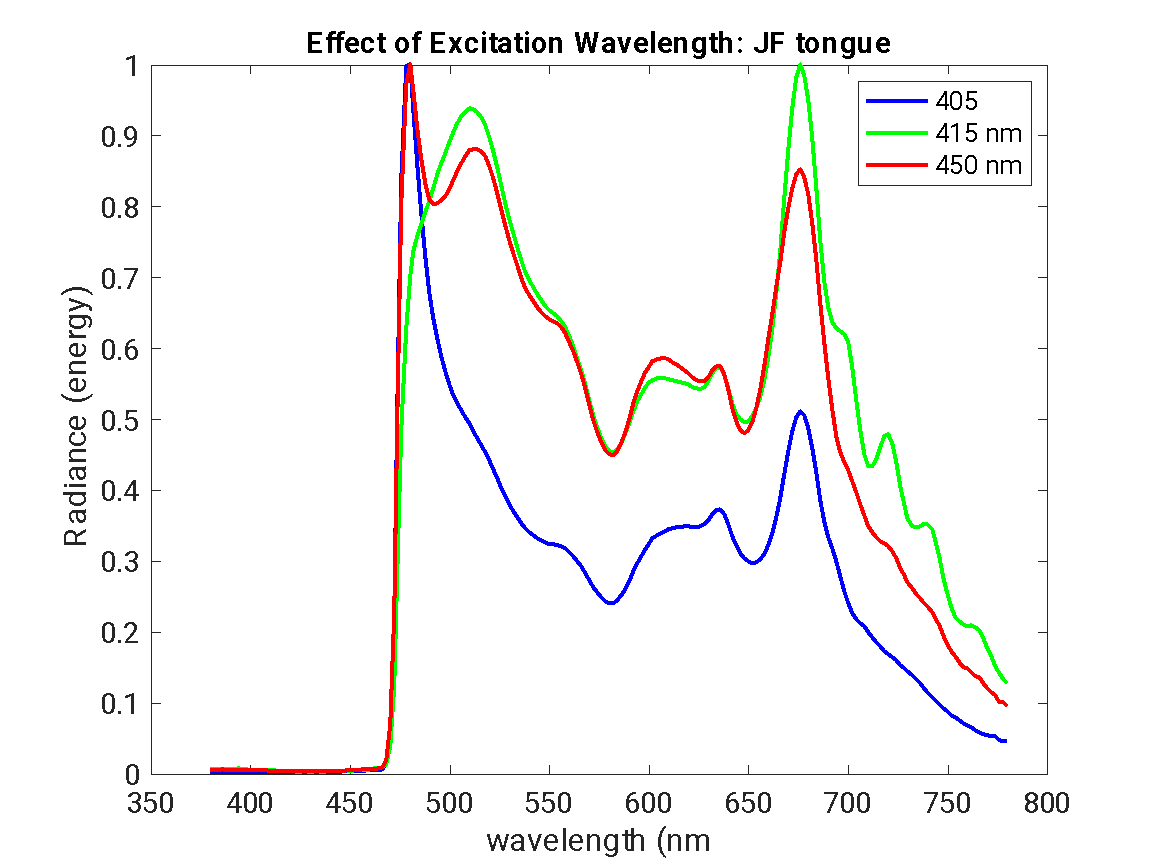 Effect of Excitation Wavelength: JF tongue
1
0.9
0.8
0.7
0.6
0.5
0.4
0.3
0.2
0.1
0
Radiance (energy)
405
415 nm
450 nm
350 400 450 500 550 600 650 700 750 800
wavelength (nm